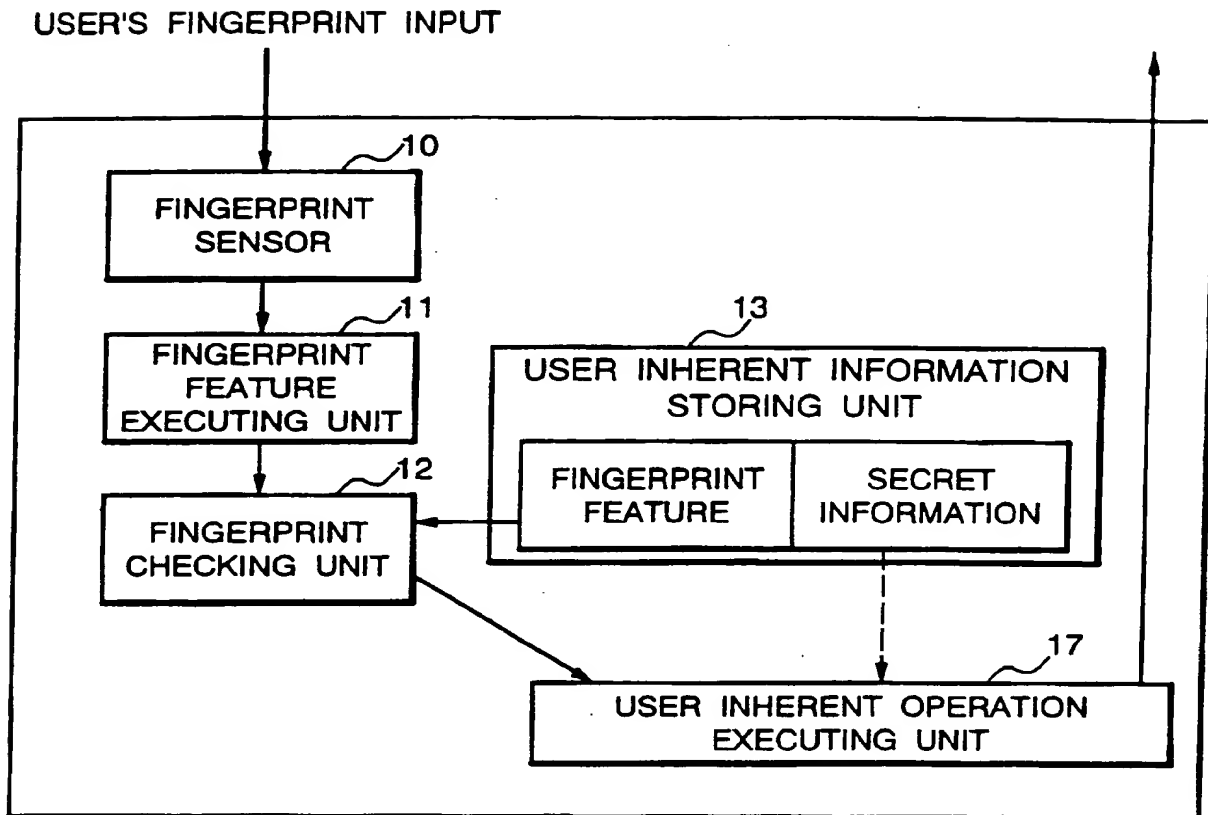 USER'S FINGERPRINT INPUT
10
FINGERPRINT
SENSOR
11
FINGERPRINT
FEATURE
EXECUTING UNIT
12
FINGERPRINT
CHECKING UNIT
13
USER INHERENT INFORMATION
STORING UNIT
FINGERPRINT
FEATURE
SECRET
INFORMATION
17
USER INHERENT OPERATION
EXECUTING UNIT